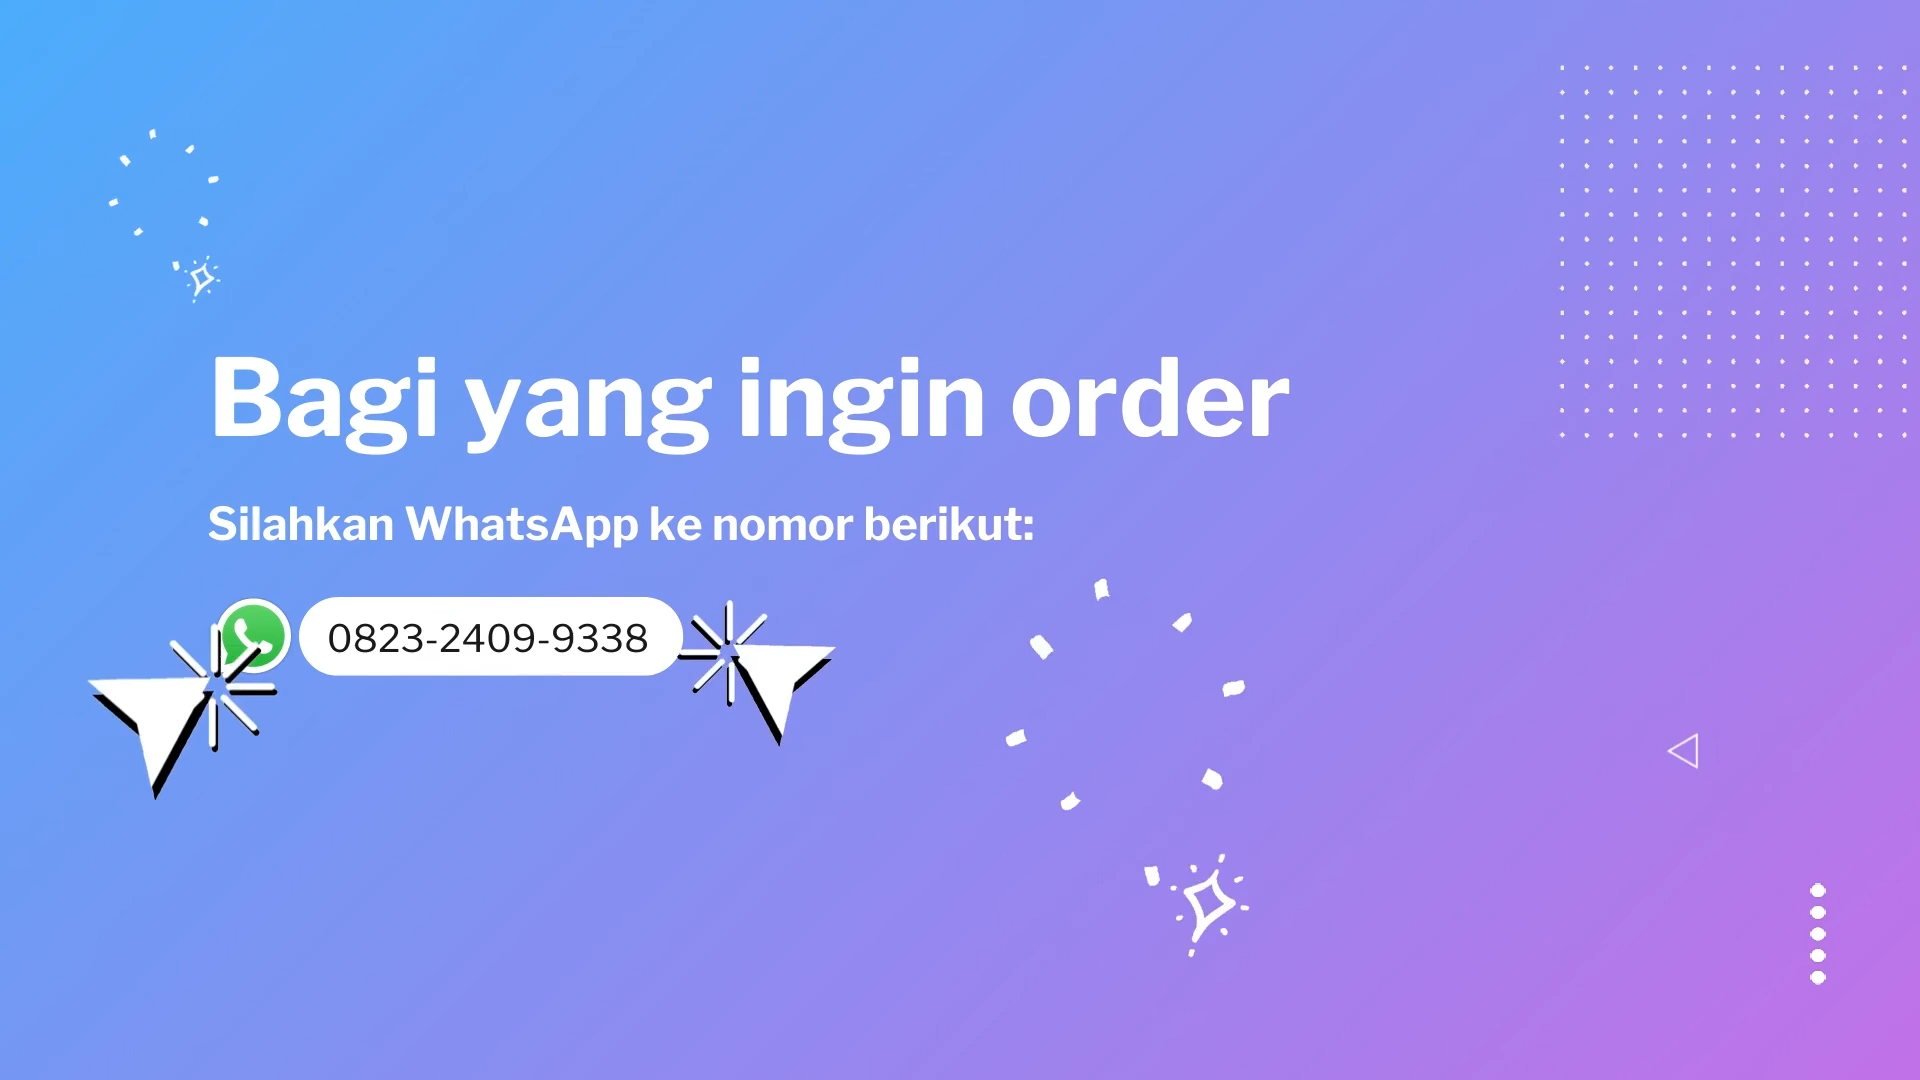 Bagi yang ingin order
Silahkan WhatsApp ke nomor berikut:
0823-2409-9338